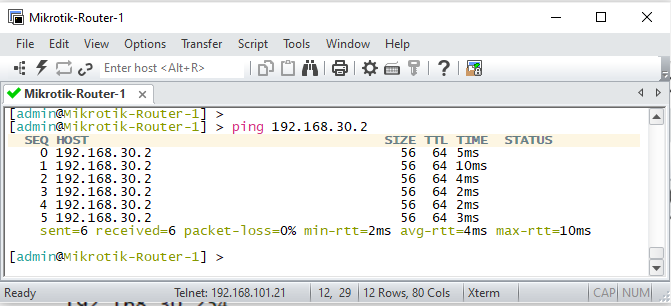 Mikrotik-Router-1
File Edit View Options Transfer Script Tools Window Help
Enter host <Alt+R>
Mikrotik-Router-1
[admin@Mikrotik-Router-1] >
[admin@Mikrotik-Router-1] > ping 192.168.30.2
SEQ HOST SIZE TTL TIME STATUS
0 192.168.30.2 56 64 5ms
1 192.168.30.2 56 64 10ms
2 192.168.30.2 56 64 4ms
3 192.168.30.2 56 64 2ms
4 192.168.30.2 56 64 2ms
5 192.168.30.2 56 64 3ms
sent=6 received=6 packet-loss=0% min-rtt=2ms avg-rtt=4ms max-rtt=10ms
[admin@Mikrotik-Router-1] >
Ready Telnet: 192.168.101.21 12, 29 12 Rows, 80 Cols Xterm CAP NUM